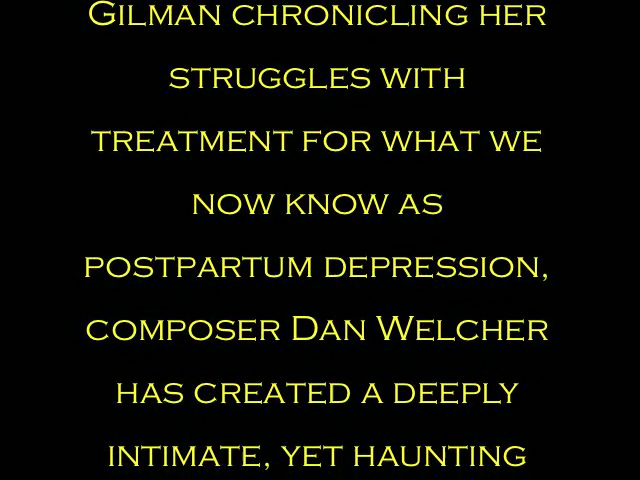 Gilman chronicling her
struggles with
treatment for what we
now know as
postpartum depression,
composer Dan Welcher
has created a deeply
intimate, yet haunting